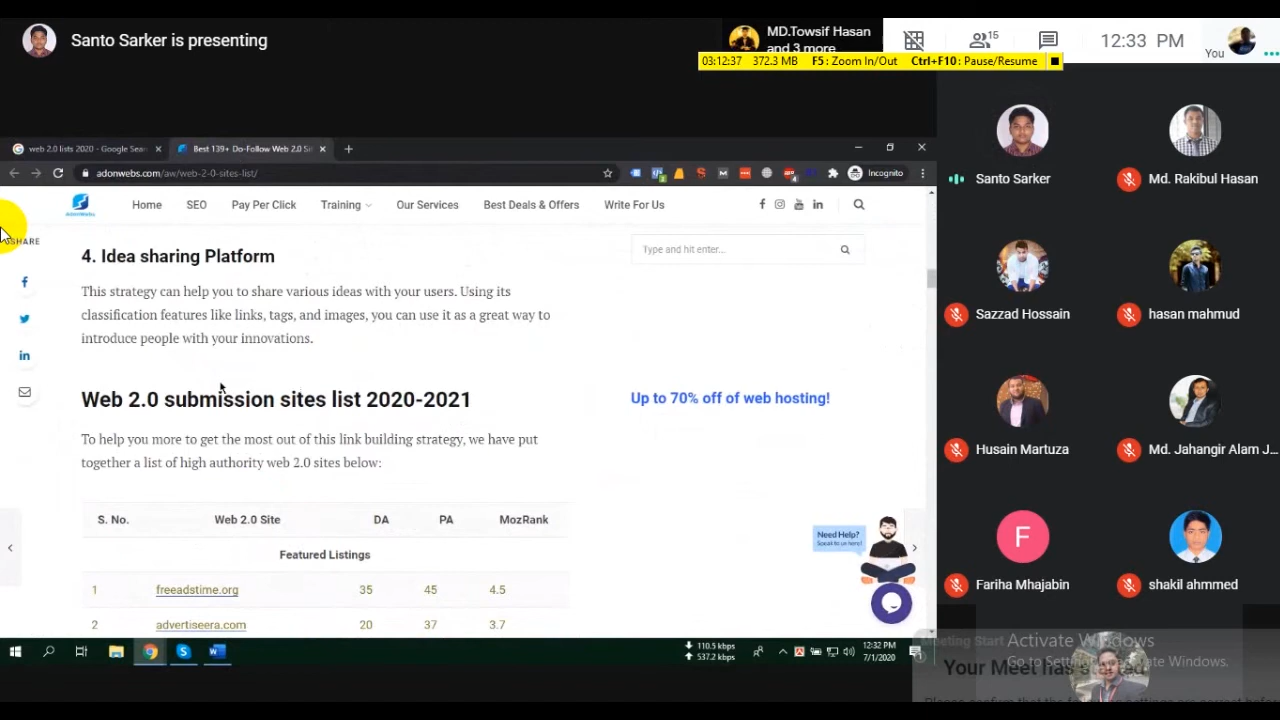 Santo Sarker is presenting
MD.Towsif Hasan
and 3 more
15
12:33 PM
You
03:12:37 372.3 MB F5: Zoom In/Out Ctrl+F10: Pause/Resume
web 2.0 lists 2020 - Google Sear
Best 139+ Do-Follow Web 2.0 Sit
adonwebs.com/aw/web-2-0-sites-list/
Incognito
ADONWEBS
Home SEO Pay Per Click Training Our Services Best Deals & Offers Write For Us
SHARE
Type and hit enter...
4. Idea sharing Platform
This strategy can help you to share various ideas with your users. Using its
classification features like links, tags, and images, you can use it as a great way to
introduce people with your innovations.
Web 2.0 submission sites list 2020-2021
Up to 70% off of web hosting!
To help you more to get the most out of this link building strategy, we have put
together a list of high authority web 2.0 sites below:
S. No. Web 2.0 Site DA PA MozRank
Featured Listings
1 freeadstime.org 35 45 4.5
2 advertiseera.com 20 37 3.7
Need Help?
Speak to us here!
110.5 kbps
537.2 kbps
12:32 PM
7/1/2020
1
Santo Sarker
Md. Rakibul Hasan
Sazzad Hossain
hasan mahmud
Husain Martuza
Md. Jahangir Alam J...
F
Fariha Mhajabin
shakil ahmmed
Meeting Start
Activate Windows
Go to Settings to activate Windows.
Your Meet has started